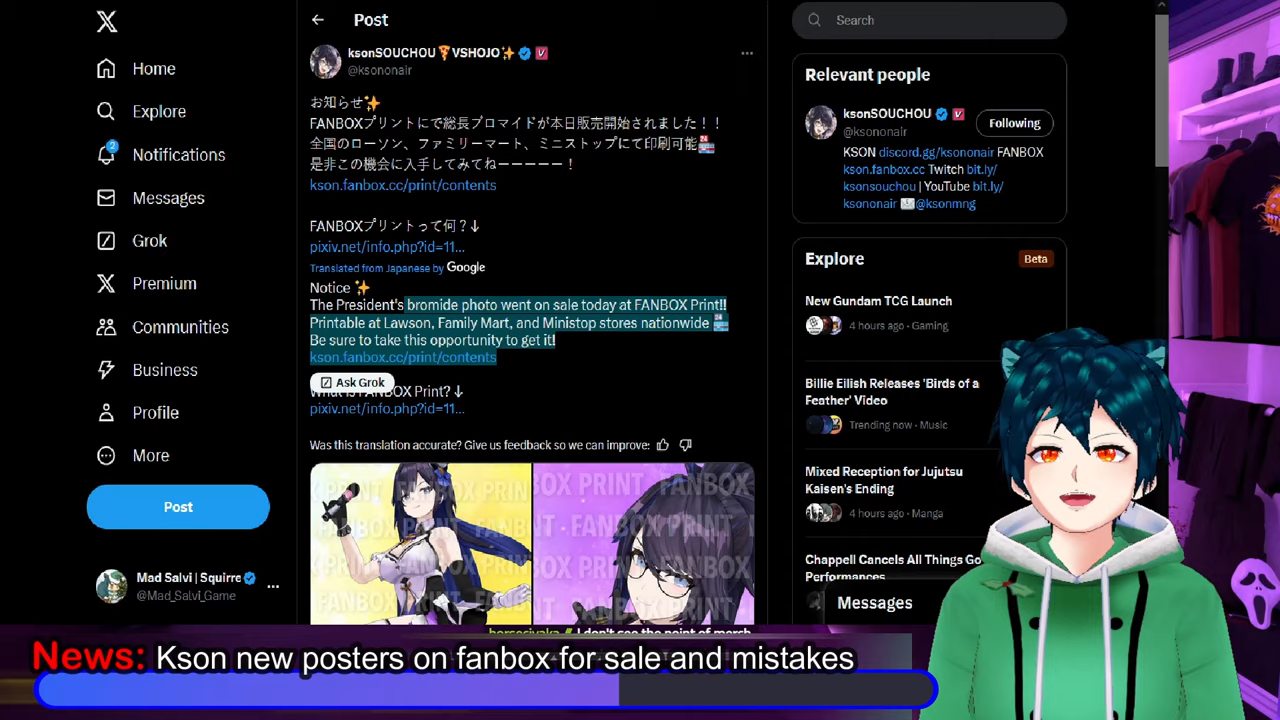 Home
Explore
2
Notifications
Messages
Grok
Premium
Communities
Business
Profile
More
Post
Mad Salvi | Squirre
@Mad_Salvi_Game
Post
ksonSOUCHOU🍕VSHOJO✨
@ksononair
お知らせ✨
FANBOXプリントにで総長ブロマイドが本日販売開始されました！！
全国のローソン、ファミリーマート、ミニストップにて印刷可能🏪
是非この機会に入手してみてねーーーーー！
kson.fanbox.cc/print/contents
FANBOXプリントって何？↓
pixiv.net/info.php?id=11...
Translated from Japanese by Google
Notice ✨
The President's bromide photo went on sale today at FANBOX Print!!
Printable at Lawson, Family Mart, and Ministop stores nationwide 🏪
Be sure to take this opportunity to get it!
kson.fanbox.cc/print/contents
Ask Grok
What is FANBOX Print? ↓
pixiv.net/info.php?id=11...
Was this translation accurate? Give us feedback so we can improve:
PRINT FANBOX PRINT
FANBOX PRINT
Search
Relevant people
ksonSOUCHOU
@ksononair
Following
KSON discord.gg/ksononair FANBOX
kson.fanbox.cc Twitch bit.ly/
ksonsouchou | YouTube bit.ly/
ksononair @ksonmng
Explore
Beta
New Gundam TCG Launch
4 hours ago · Gaming
Billie Eilish Releases 'Birds of a
Feather' Video
Trending now · Music
Mixed Reception for Jujutsu
Kaisen's Ending
4 hours ago · Manga
Chappell Cancels All Things Go
Performances
Messages
I don't see the point of merch
News: Kson new posters on fanbox for sale and mistakes